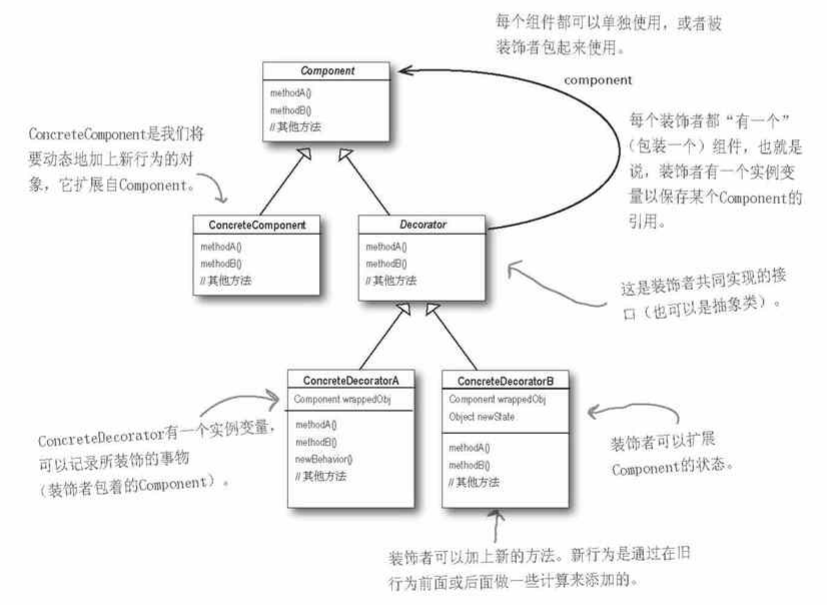 每个组件都可以单独使用，或者被
装饰者包起来使用。
Component
methodA()
methodB()
// 其他方法
component
ConcreteComponent是我们将
要动态地加上新行为的对
象，它扩展自Component。
每个装饰者都“有一个”
（包装一个）组件，也就是
说，装饰者有一个实例变
量以保存某个Component的
引用。
ConcreteComponent
methodA()
methodB()
// 其他方法
Decorator
methodA()
methodB()
// 其他方法
这是装饰者共同实现的接
口（也可以是抽象类）。
ConcreteDecoratorA
Component wrappedObj
methodA()
methodB()
newBehavior()
// 其他方法
ConcreteDecoratorB
Component wrappedObj
Object newState
methodA()
methodB()
// 其他方法
ConcreteDecorator有一个实例变量，
可以记录所装饰的事物
（装饰者包着的Component）。
装饰者可以扩展
Component的状态。
装饰者可以加上新的方法。新行为是通过在旧
行为前面或后面做一些计算来添加的。